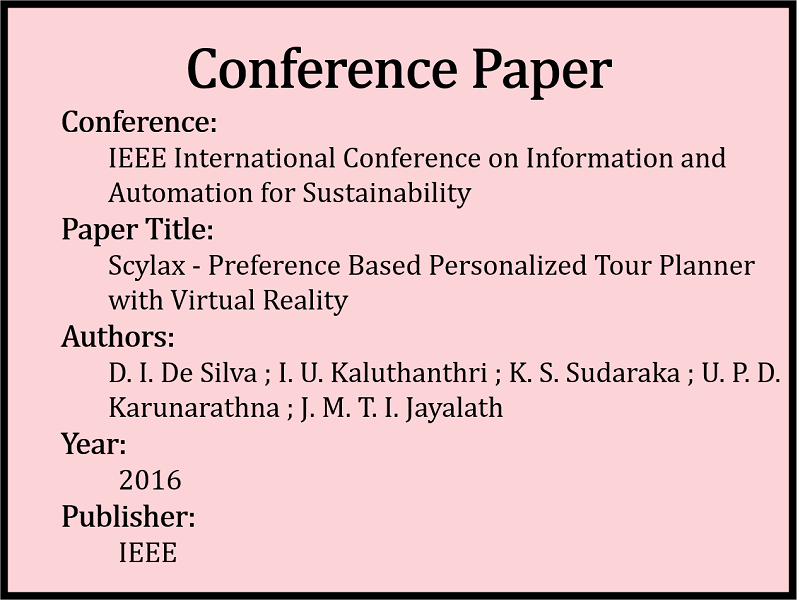 Conference Paper
Conference:
IEEE International Conference on Information and
Automation for Sustainability
Paper Title:
Scylax - Preference Based Personalized Tour Planner
with Virtual Reality
Authors:
D. I. De Silva ; I. U. Kaluthanthri ; K. S. Sudaraka ; U. P. D.
Karunarathna ; J. M. T. I. Jayalath
Year:
2016
Publisher:
IEEE